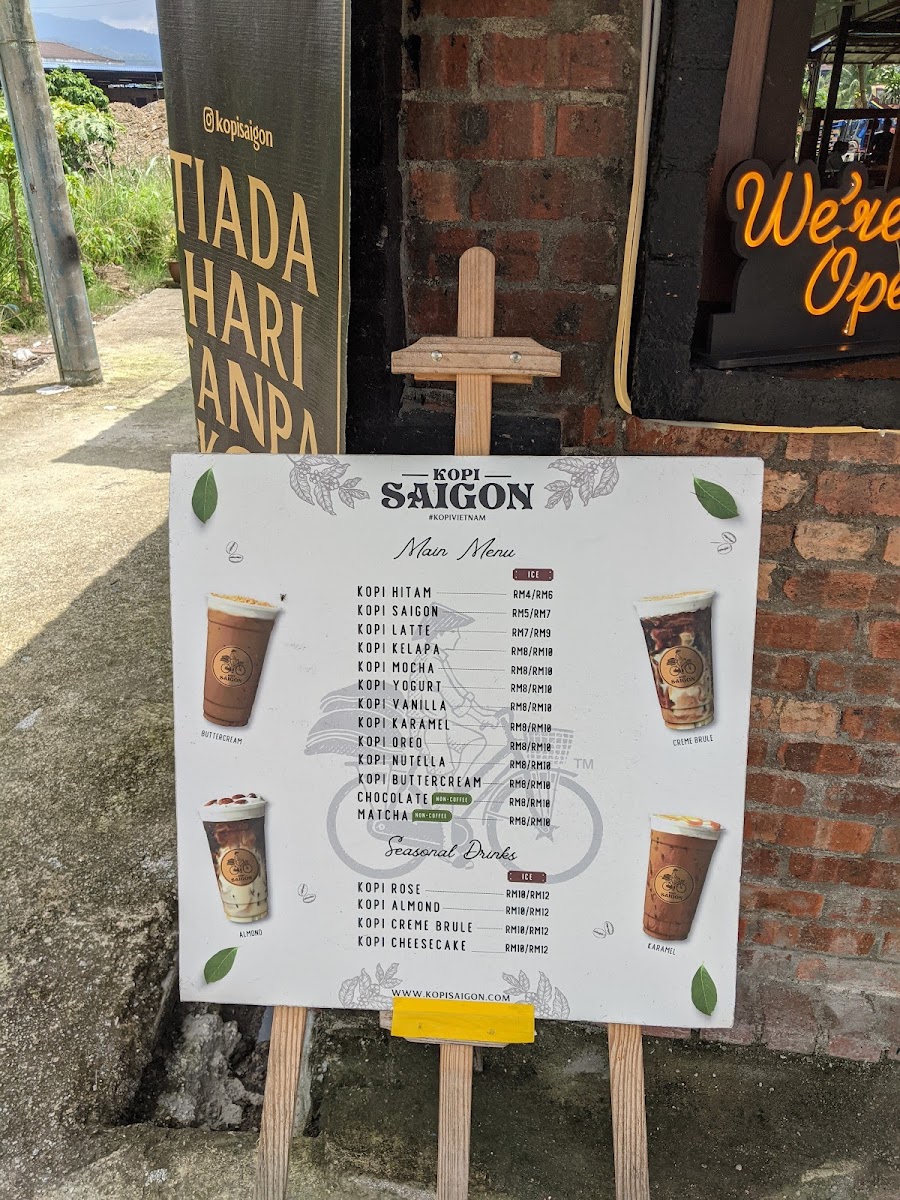 kopisaigon
TIADA
HARI
TANPA
We're
Ope
KOPI
SAIGON
#KOPIVIETNAM
Main Menu
ICE
KOPI HITAM RM4/RM6
KOPI SAIGON RM5/RM7
KOPI LATTE RM7/RM9
KOPI KELAPA RM8/RM10
KOPI MOCHA RM8/RM10
KOPI YOGURT RM8/RM10
KOPI VANILLA RM8/RM10
KOPI KARAMEL RM8/RM10
KOPI OREO RM8/RM10
KOPI NUTELLA RM8/RM10
KOPI BUTTERCREAM RM8/RM10
CHOCOLATE NON-COFFEE RM8/RM10
MATCHA NON-COFFEE RM8/RM10
TM
Seasonal Drinks
ICE
KOPI ROSE RM10/RM12
KOPI ALMOND RM10/RM12
KOPI CREME BRULE RM10/RM12
KOPI CHEESECAKE RM10/RM12
BUTTERCREAM
CREME BRULE
ALMOND
KARAMEL
SAIGON
SAIGON
SAIGON
SAIGON
WWW.KOPISAIGON.COM